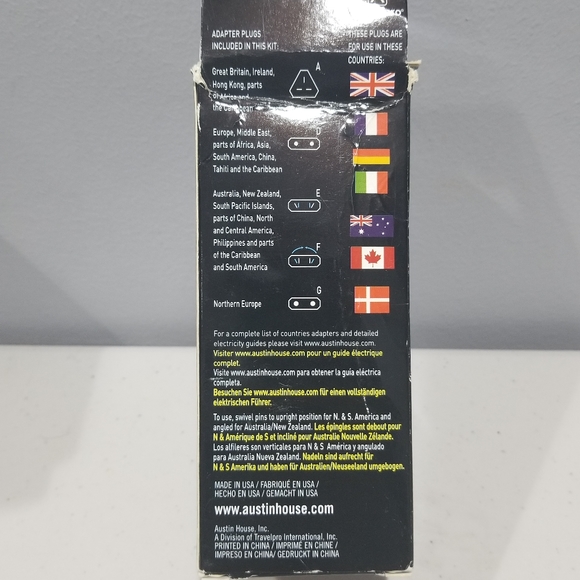 ADAPTER PLUGS
INCLUDED IN THIS KIT:
THESE PLUGS ARE
FOR USE IN THESE
COUNTRIES:
Great Britain, Ireland,
Hong Kong, parts
of Africa and
the Caribbean
A
Europe, Middle East,
parts of Africa, Asia,
South America, China,
Tahiti and the Caribbean
D
Australia, New Zealand,
South Pacific Islands,
parts of China, North
and Central America,
Philippines and parts
of the Caribbean
and South America
E
F
Northern Europe
G
For a complete list of countries adapters and detailed
electricity guides please visit www.austinhouse.com.
Visiter www.austinhouse.com pour un guide électrique
complet.
Visite www.austinhouse.com para obtener la guía eléctrica
completa.
Besuchen Sie www.austinhouse.com für einen vollständigen
elektrischen Führer.
To use, swivel pins to upright position for N. & S. America and
angled for Australia/New Zealand. Les épingles sont debout pour
N & Amérique de S et incliné pour Australie Nouvelle Zélande.
Los alfileres son verticales para N & S América y angulado
para Australia Nueva Zealand. Nadeln sind aufrecht für
N & S Amerika und haben für Australien/Neuseeland umgebogen.
MADE IN USA / FABRIQUÉ EN USA /
HECHO EN USA / GEMACHT IN USA
www.austinhouse.com
Austin House, Inc.
A Division of Travelpro International, Inc.
PRINTED IN CHINA / IMPRIMÉ EN CHINE /
IMPRESO EN CHINA/ GEDRUCKT IN CHINA